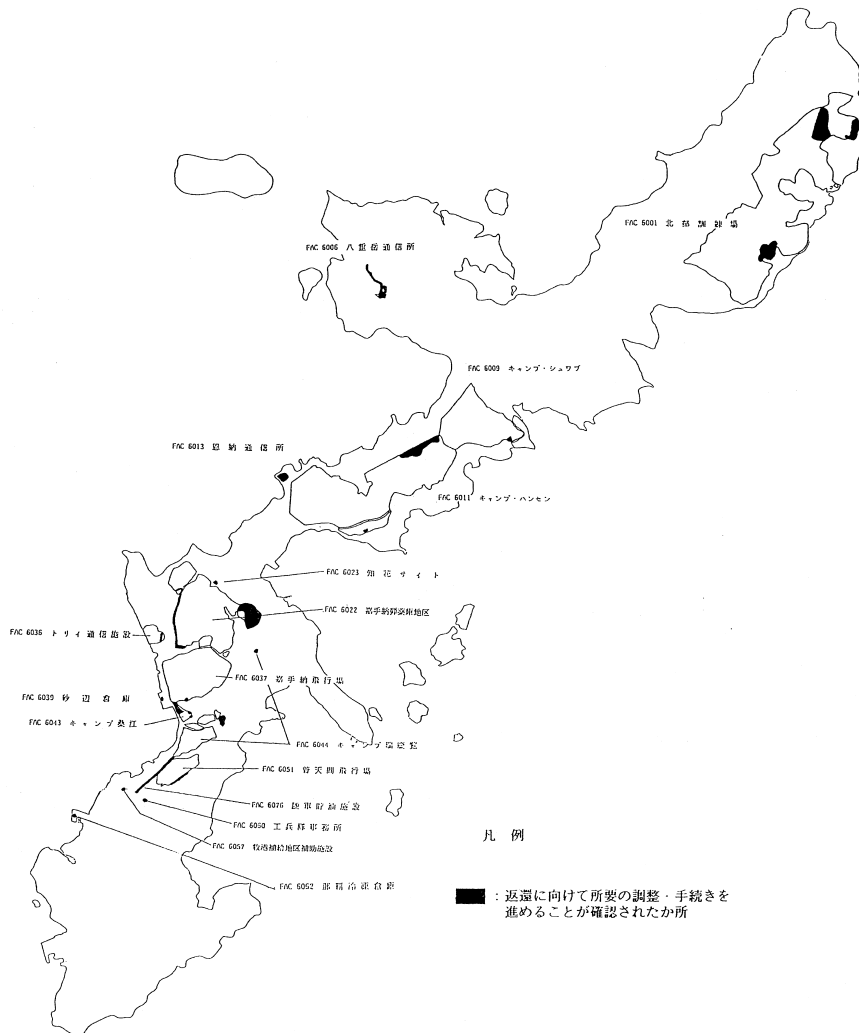 FAC 6001 北部訓練場
FAC 6006 八重岳通信所
FAC 6009 キャンプ・シュワブ
FAC 6013 恩納通信所
FAC 6011 キャンプ・ハンセン
FAC 6023 知花サイト
FAC 6022 嘉手納弾薬庫地区
FAC 6036 トリイ通信施設
FAC 6037 嘉手納飛行場
FAC 6039 砂辺倉庫
FAC 6043 キャンプ桑江
FAC 6044 キャンプ瑞慶覧
FAC 6051 普天間飛行場
FAC 6076 陸軍貯油施設
FAC 6050 工兵隊事務所
FAC 6057 牧港補給地区補助施設
FAC 6052 那覇冷凍倉庫
凡例
：返還に向けて所要の調整・手続きを
進めることが確認されたか所